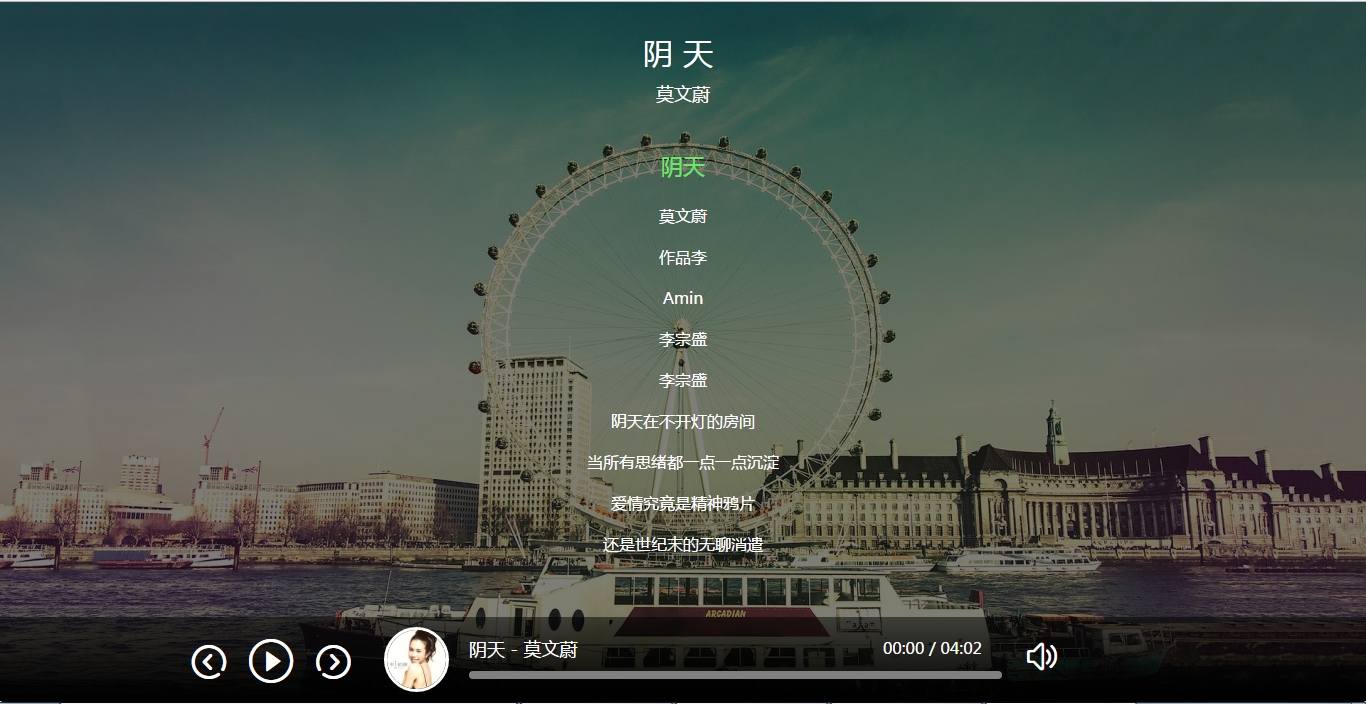 阴 天
莫文蔚
阴天
莫文蔚
作品李
Amin
李宗盛
李宗盛
阴天在不开灯的房间
当所有思绪都一点一点沉淀
爱情究竟是精神鸦片
还是世纪末的无聊消遣
ARCADIAN
阴天 - 莫文蔚
00:00 / 04:02